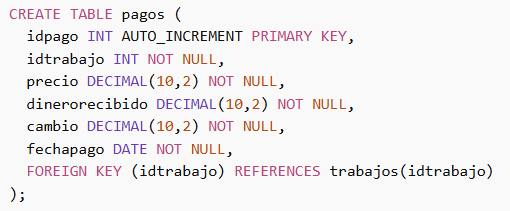 CREATE TABLE pagos (
  idpago INT AUTO_INCREMENT PRIMARY KEY,
  idtrabajo INT NOT NULL,
  precio DECIMAL(10,2) NOT NULL,
  dinerorecibido DECIMAL(10,2) NOT NULL,
  cambio DECIMAL(10,2) NOT NULL,
  fechapago DATE NOT NULL,
  FOREIGN KEY (idtrabajo) REFERENCES trabajos(idtrabajo)
);